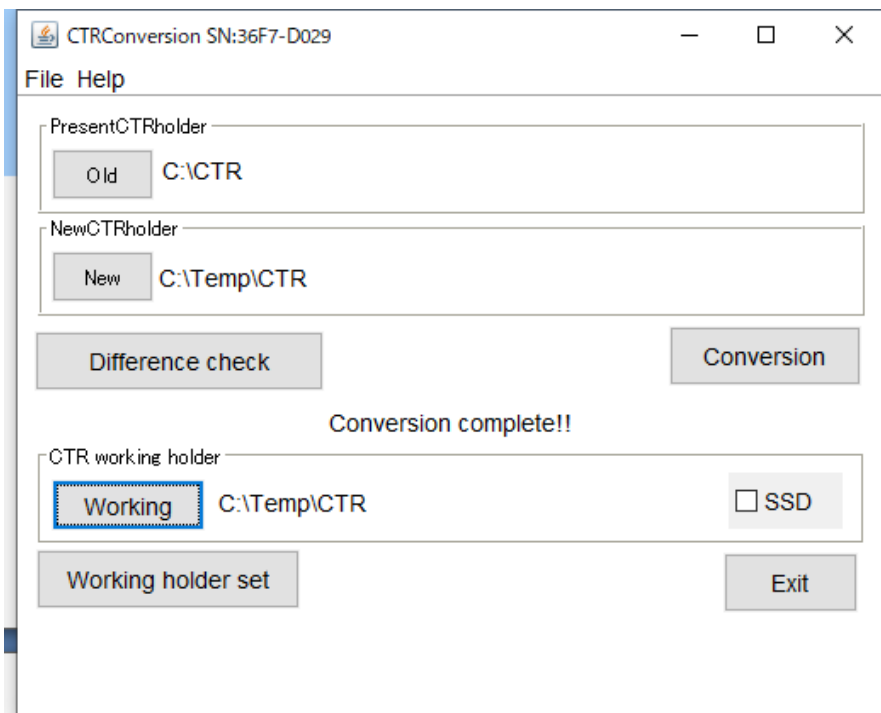 CTRConversion SN:36F7-D029
File Help
PresentCTRholder
Old C:\CTR
NewCTRholder
New C:\Temp\CTR
Difference check Conversion
Conversion complete!!
CTR working holder
Working C:\Temp\CTR SSD
Working holder set Exit